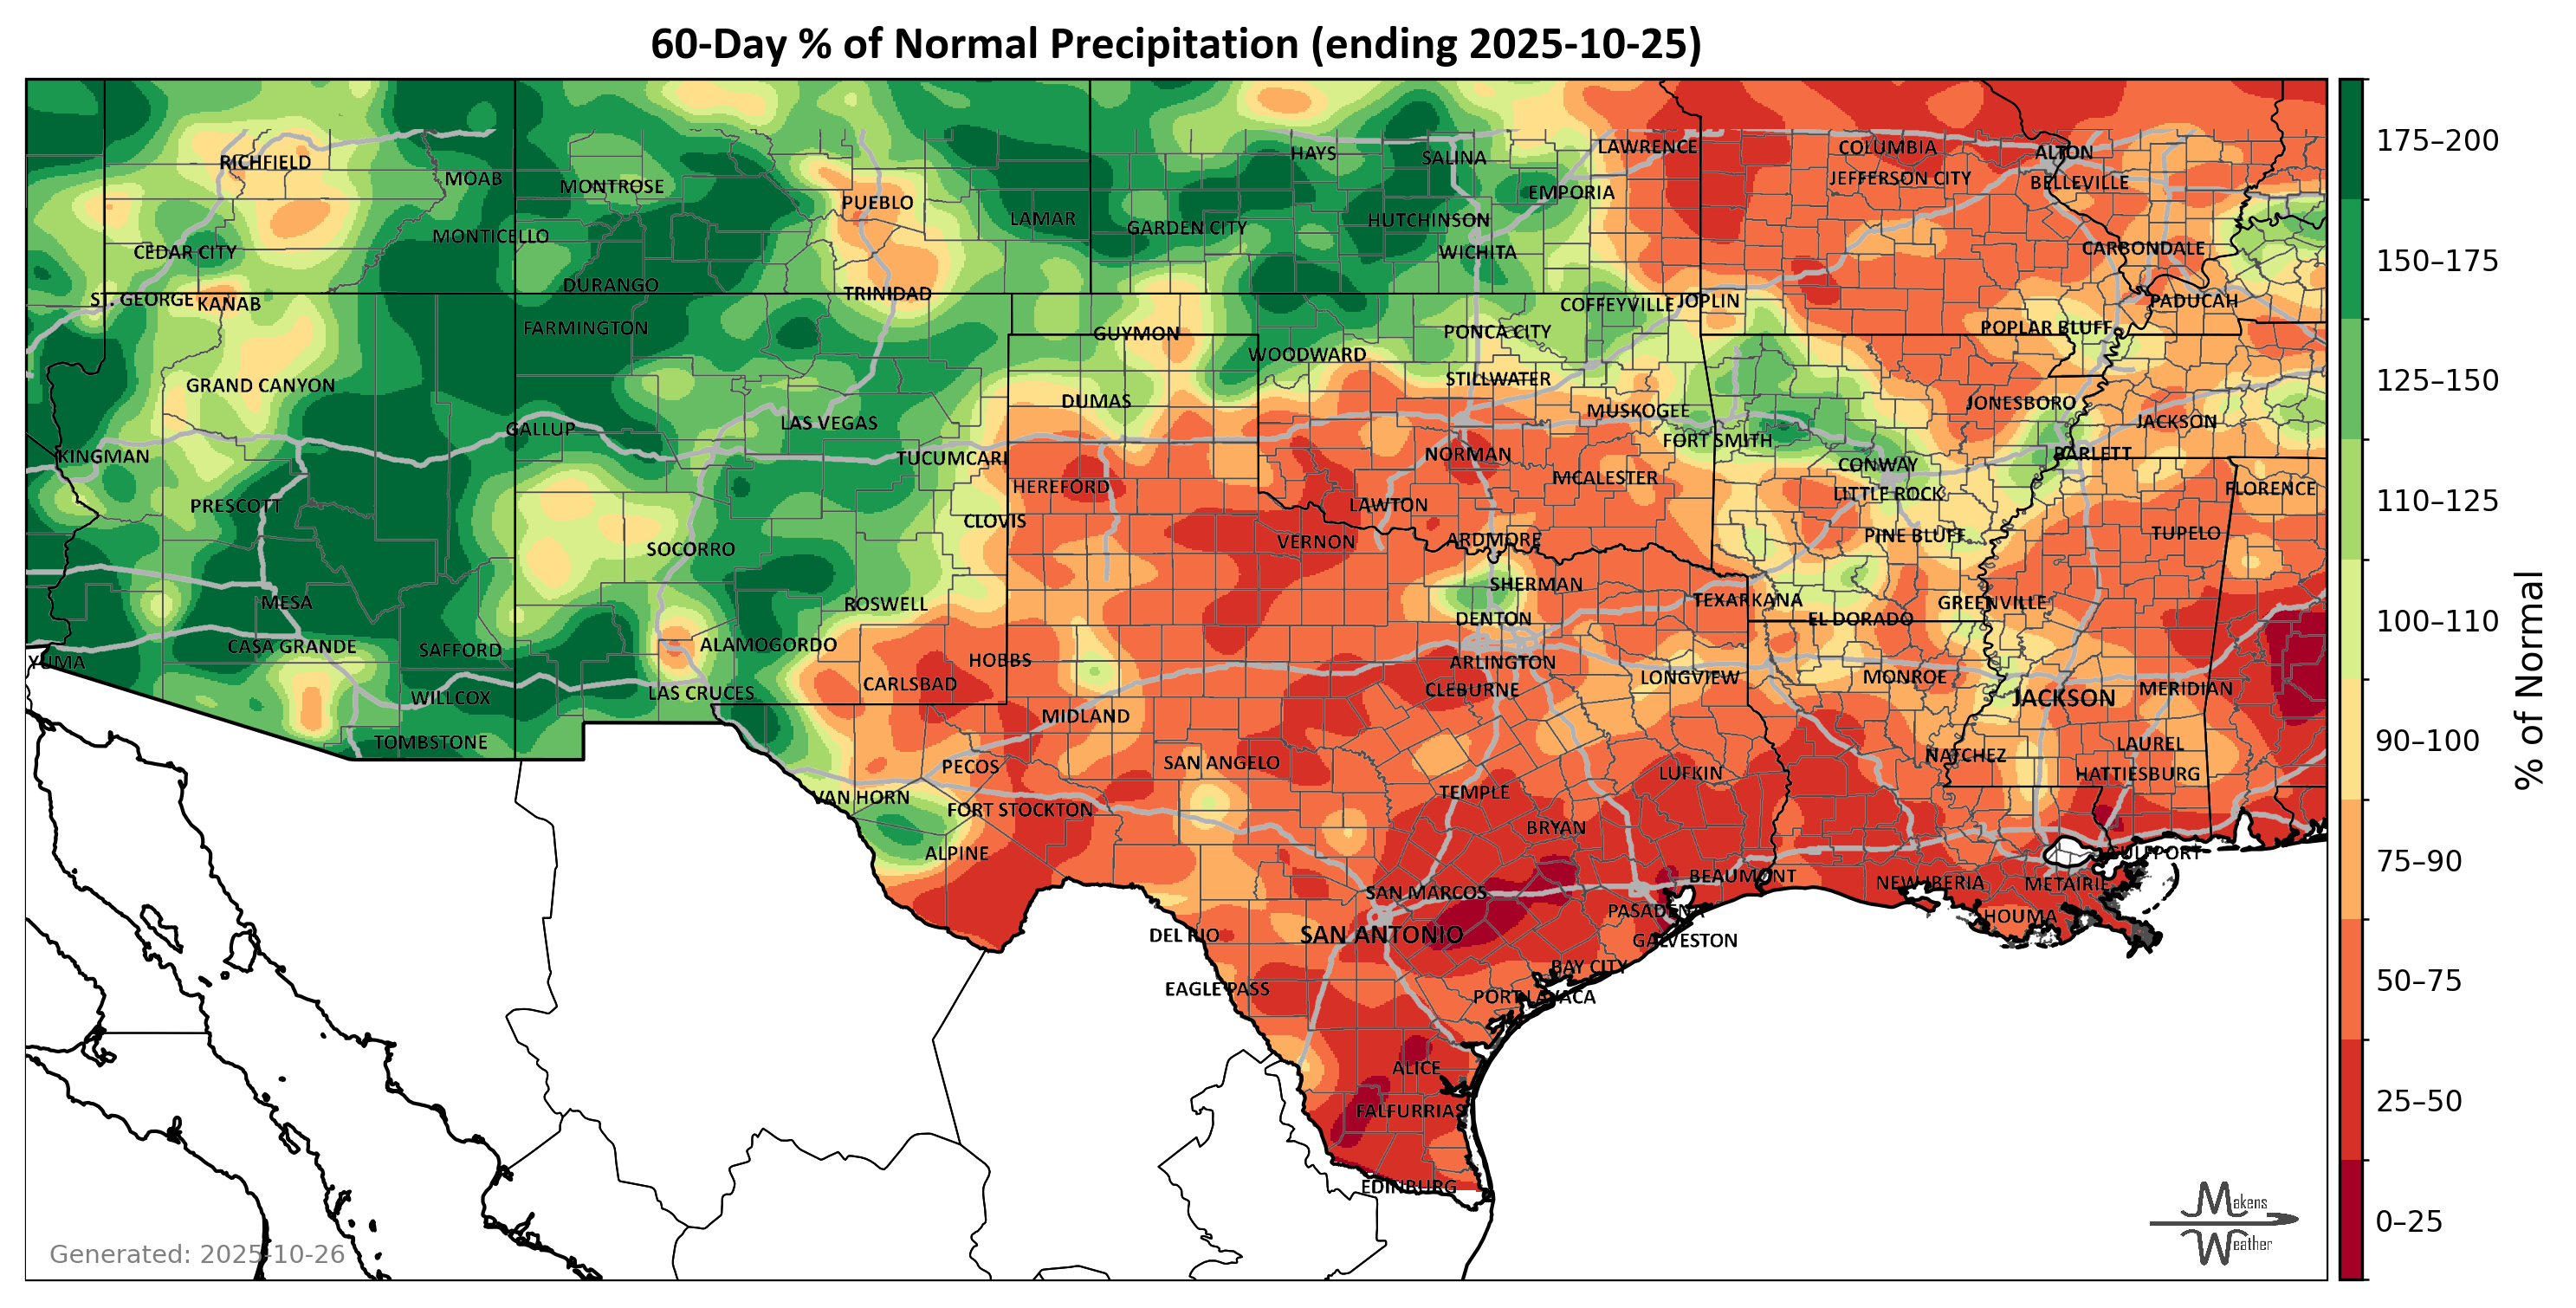 60-Day % of Normal Precipitation (ending 2025-10-25)
RICHFIELD
MOAB
MONTROSE
PUEBLO
LAMAR
HAYS
SALINA
LAWRENCE
COLUMBIA
ALTON
JEFFERSON CITY
BELLEVILLE
EMPORIA
GARDEN CITY
HUTCHINSON
MONTICELLO
CEDAR CITY
WICHITA
CARBONDALE
DURANGO
TRINIDAD
ST. GEORGE
KANAB
COFFEYVILLE
JOPLIN
PADUCAH
FARMINGTON
GUYMON
PONCA CITY
POPLAR BLUFF
WOODWARD
GRAND CANYON
STILLWATER
DUMAS
MUSKOGEE
JONESBORO
LAS VEGAS
JACKSON
GALLUP
FORT SMITH
KINGMAN
TUCUMCARI
NORMAN
BARLETT
CONWAY
HEREFORD
MCALESTER
LITTLE ROCK
FLORENCE
PRESCOTT
LAWTON
CLOVIS
PINE BLUFF
TUPELO
SOCORRO
VERNON
ARDMORE
SHERMAN
MESA
ROSWELL
TEXARKANA
GREENVILLE
DENTON
EL DORADO
CASA GRANDE
SAFFORD
ALAMOGORDO
HOBBS
YUMA
ARLINGTON
LONGVIEW
MONROE
CARLSBAD
CLEBURNE
LAS CRUCES
WILLCOX
JACKSON
MERIDIAN
MIDLAND
TOMBSTONE
LAUREL
NATCHEZ
PECOS
SAN ANGELO
LUFKIN
HATTIESBURG
VAN HORN
TEMPLE
FORT STOCKTON
BRYAN
ALPINE
GULFPORT
BEAUMONT
NEW IBERIA
METAIRIE
SAN MARCOS
PASADENA
HOUMA
DEL RIO
SAN ANTONIO
GALVESTON
BAY CITY
EAGLE PASS
PORT LAVACA
ALICE
FALFURRIAS
EDINBURG
175–200
150–175
125–150
110–125
100–110
90–100
75–90
50–75
25–50
0–25
% of Normal
Makens
Weather
Generated: 2025-10-26